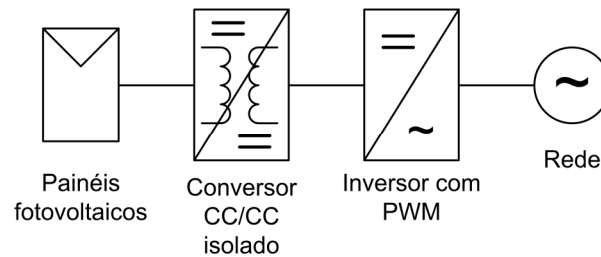 Painéis
fotovoltaicos
Conversor
CC/CC
isolado
Inversor com
PWM
Rede